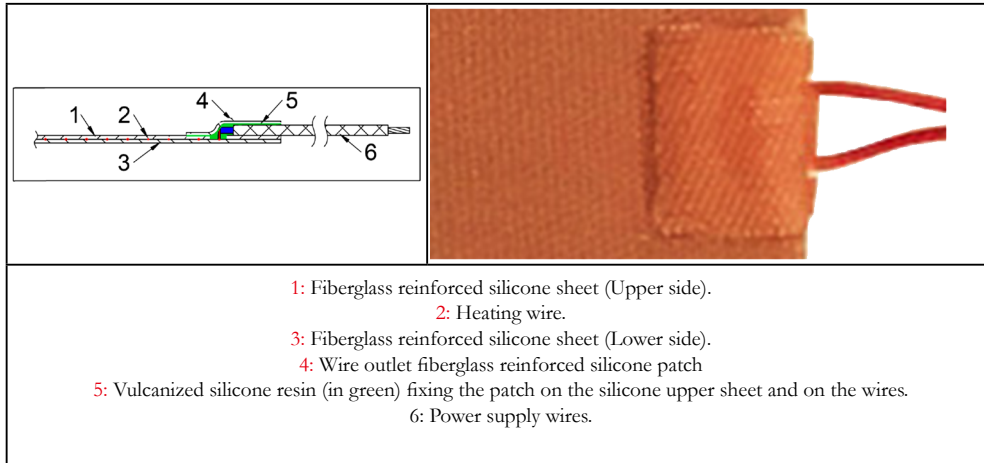 4
5
1
2
3
6
1: Fiberglass reinforced silicone sheet (Upper side).
2: Heating wire.
3: Fiberglass reinforced silicone sheet (Lower side).
4: Wire outlet fiberglass reinforced silicone patch
5: Vulcanized silicone resin (in green) fixing the patch on the silicone upper sheet and on the wires.
6: Power supply wires.